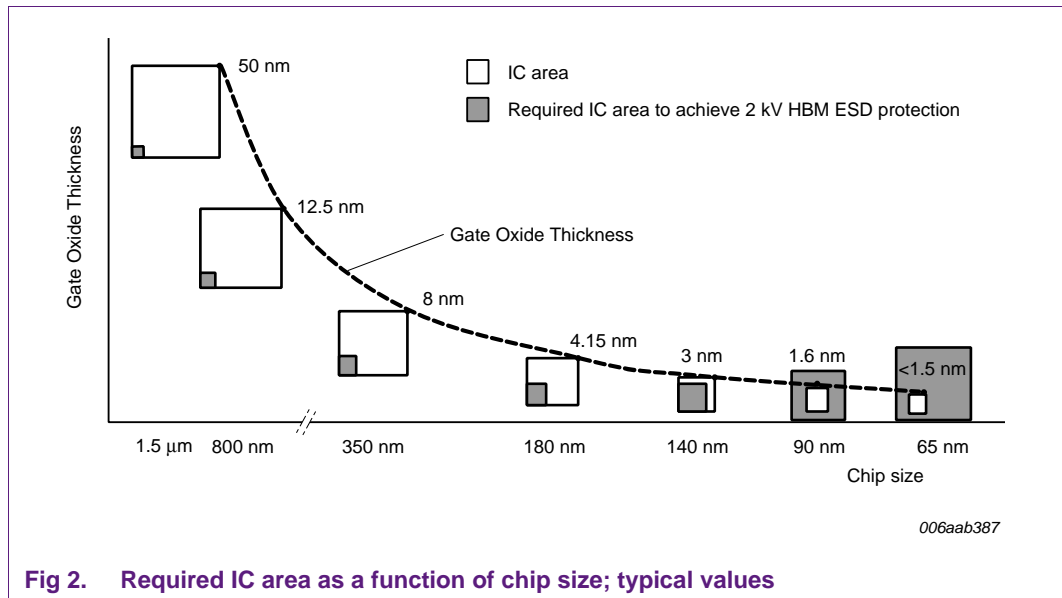 50 nm
IC area
Required IC area to achieve 2 kV HBM ESD protection
Gate Oxide Thickness
12.5 nm
Gate Oxide Thickness
8 nm
4.15 nm
3 nm
1.6 nm
<1.5 nm
1.5 μm
800 nm
350 nm
180 nm
140 nm
90 nm
65 nm
Chip size
006aab387
Fig 2. Required IC area as a function of chip size; typical values